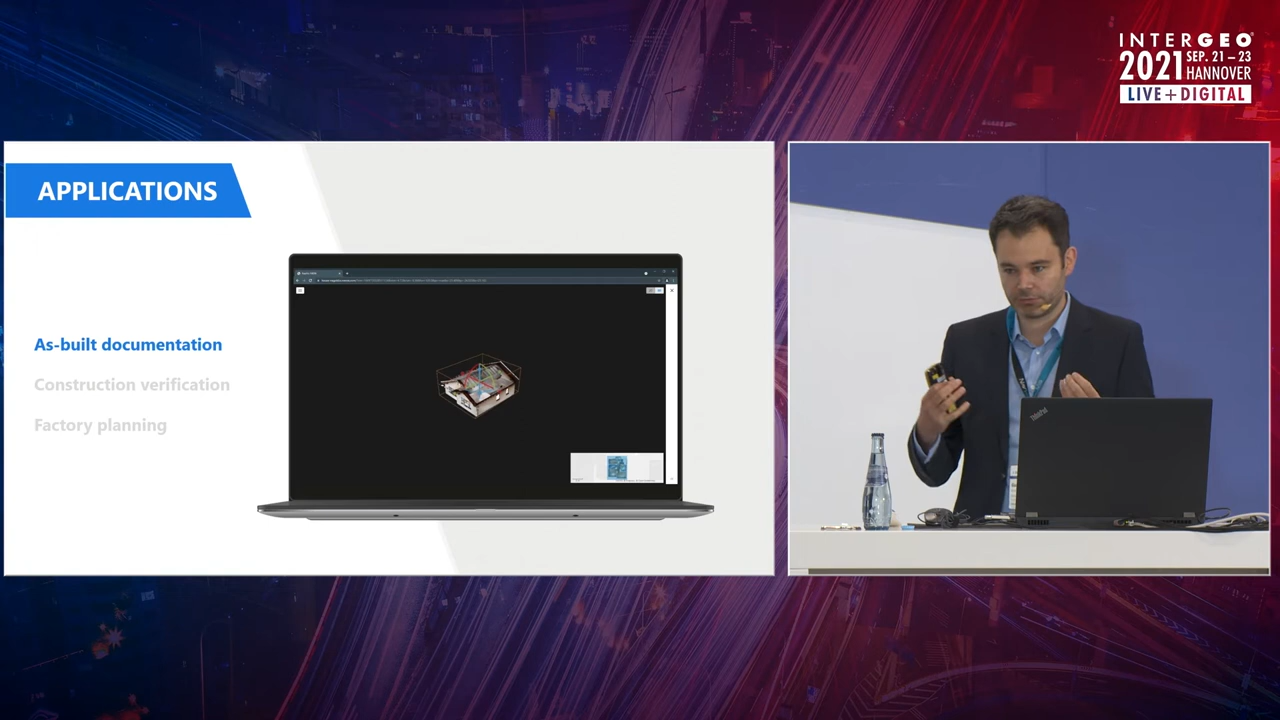 INTERGEO
2021 SEP. 21 – 23
HANNOVER
LIVE + DIGITAL
APPLICATIONS
As-built documentation
Construction verification
Factory planning
ThinkPad